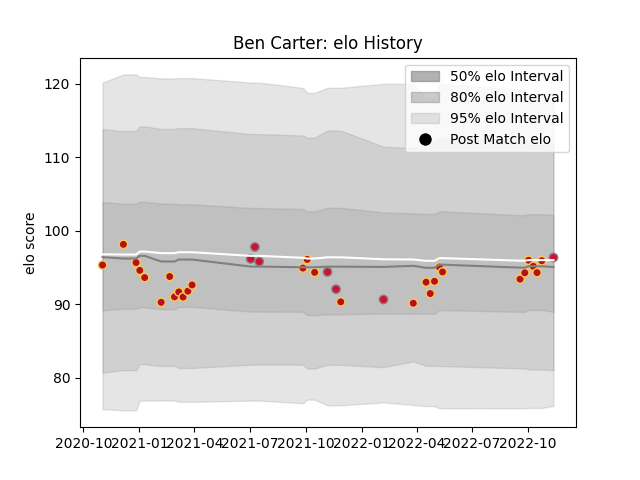 Ben Carter: elo History
50% elo Interval
80% elo Interval
95% elo Interval
Post Match elo
elo score
120
110
100
90
80
2020-10 2021-01 2021-04 2021-07 2021-10 2022-01 2022-04 2022-07 2022-10